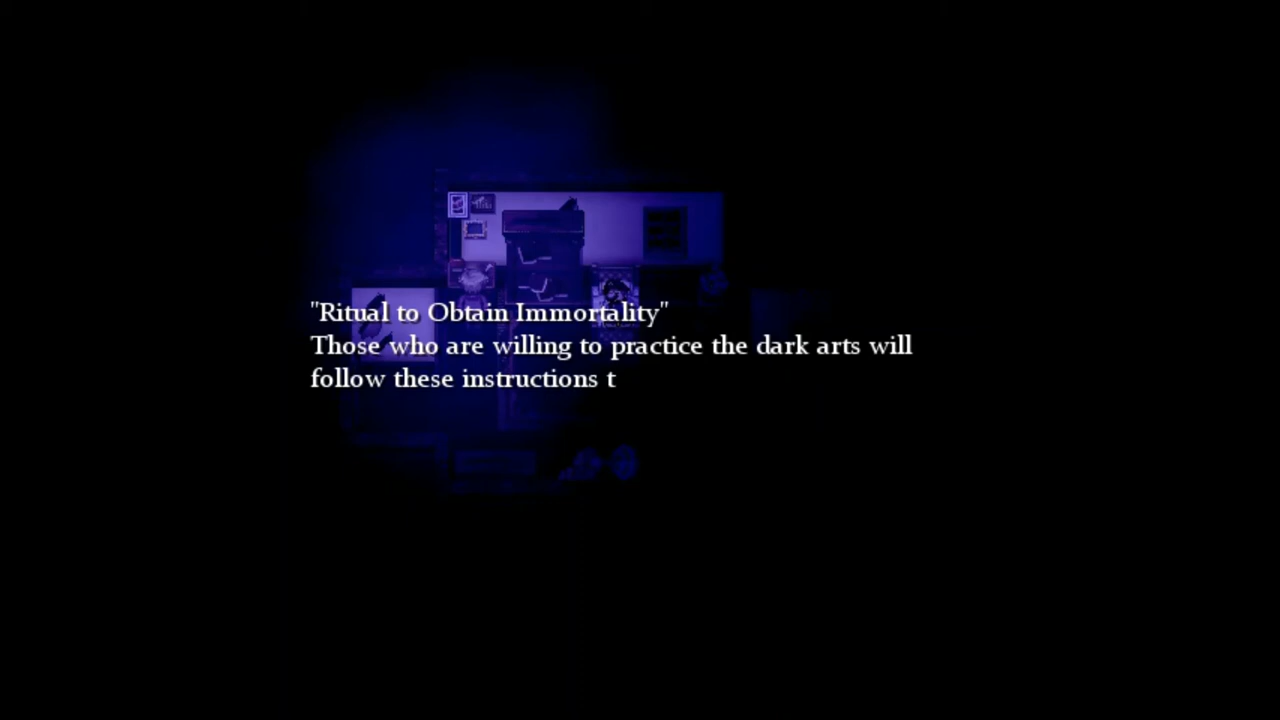 "Ritual to Obtain Immortality"
Those who are willing to practice the dark arts will
follow these instructions t